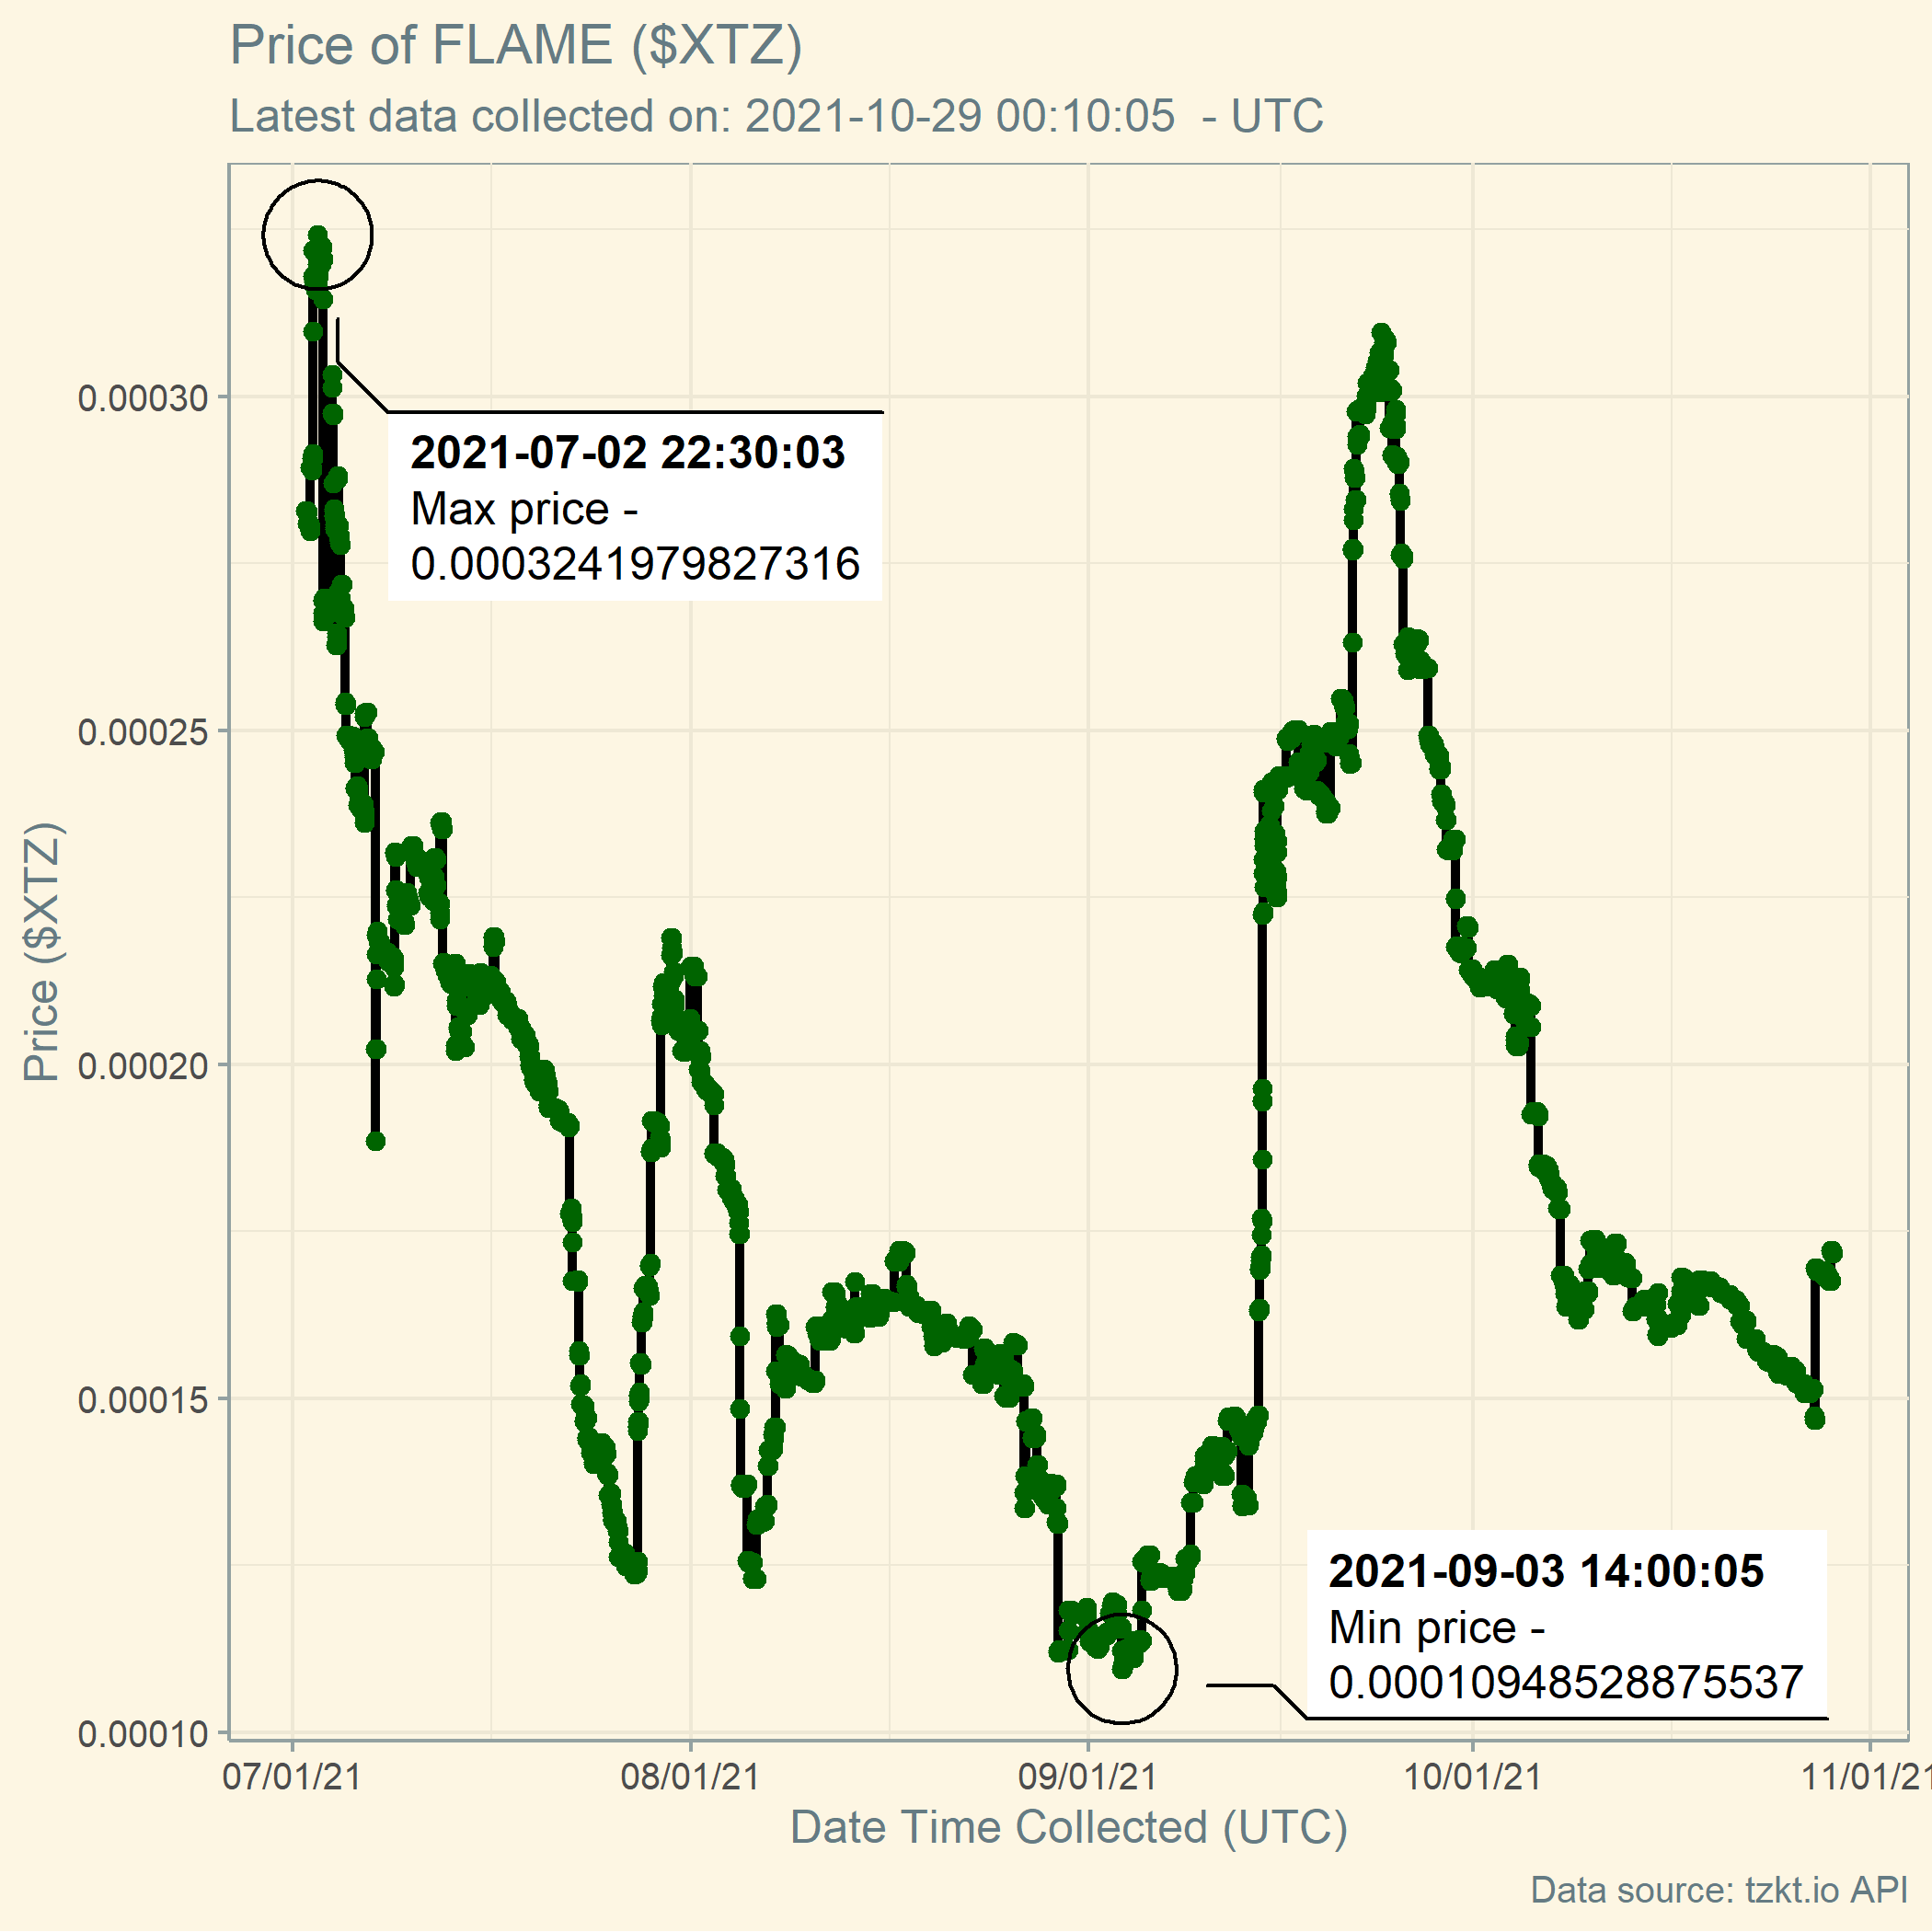 Price of FLAME ($XTZ)
Latest data collected on: 2021-10-29 00:10:05  - UTC
Price ($XTZ)
0.00030
0.00025
0.00020
0.00015
0.00010
2021-07-02 22:30:03
Max price -
0.0003241979827316
2021-09-03 14:00:05
Min price -
0.000109485288755537
07/01/21
08/01/21
09/01/21
10/01/21
11/01/21
Date Time Collected (UTC)
Data source: tzkt.io API